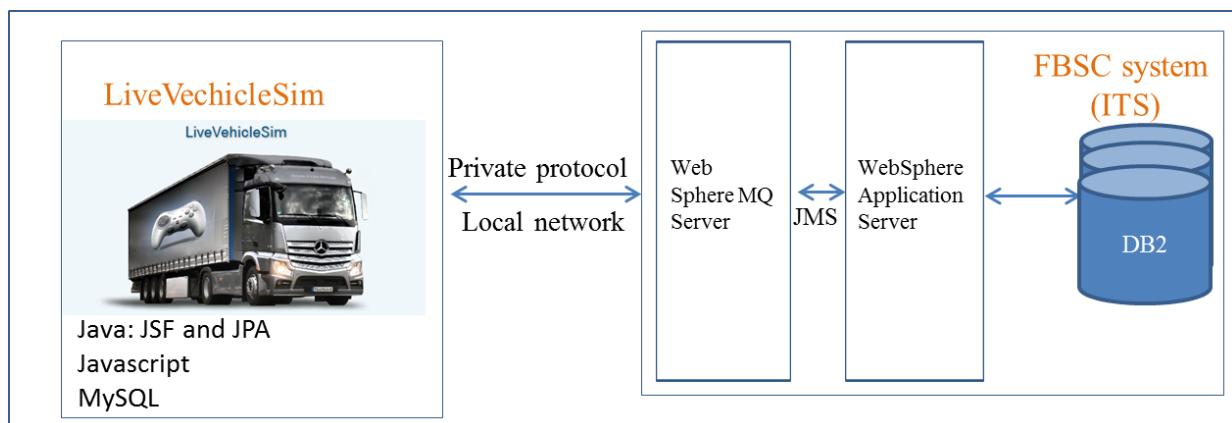 LiveVechicleSim
LiveVehicleSim
Java: JSF and JPA
Javascript
MySQL
Private protocol
Local network
Web
Sphere MQ
Server
JMS
WebSphere
Application
Server
FBSC system
(ITS)
DB2